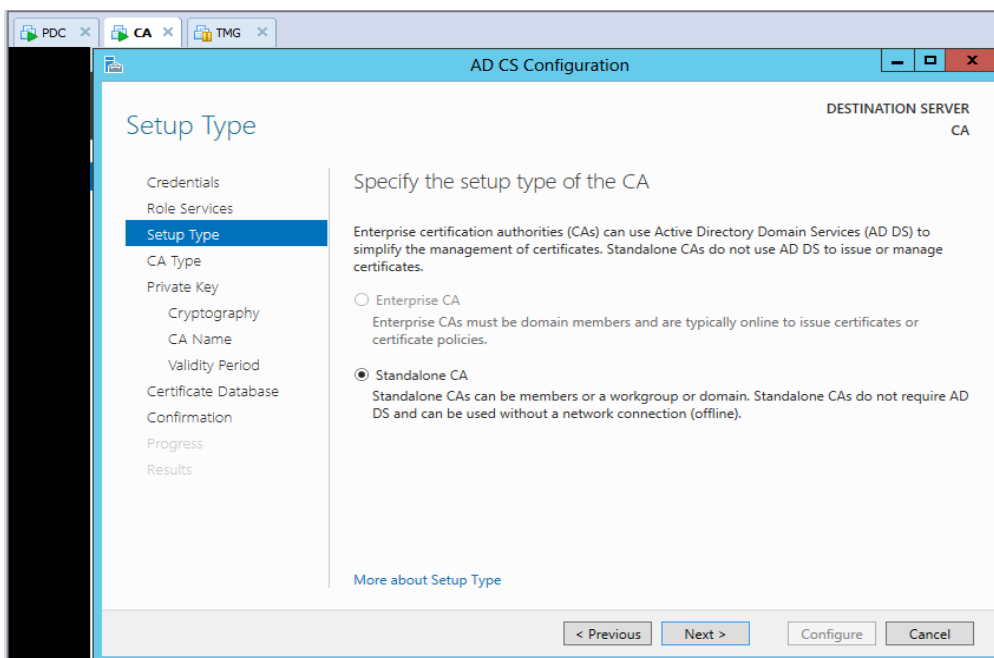 PDC CA TMG
AD CS Configuration
Setup Type
DESTINATION SERVER
CA
Credentials
Role Services
Setup Type
CA Type
Private Key
Cryptography
CA Name
Validity Period
Certificate Database
Confirmation
Progress
Results
Specify the setup type of the CA
Enterprise certification authorities (CAs) can use Active Directory Domain Services (AD DS) to
simplify the management of certificates. Standalone CAs do not use AD DS to issue or manage
certificates.
Enterprise CA
Enterprise CAs must be domain members and are typically online to issue certificates or
certificate policies.
Standalone CA
Standalone CAs can be members or a workgroup or domain. Standalone CAs do not require AD
DS and can be used without a network connection (offline).
More about Setup Type
< Previous Next > Configure Cancel